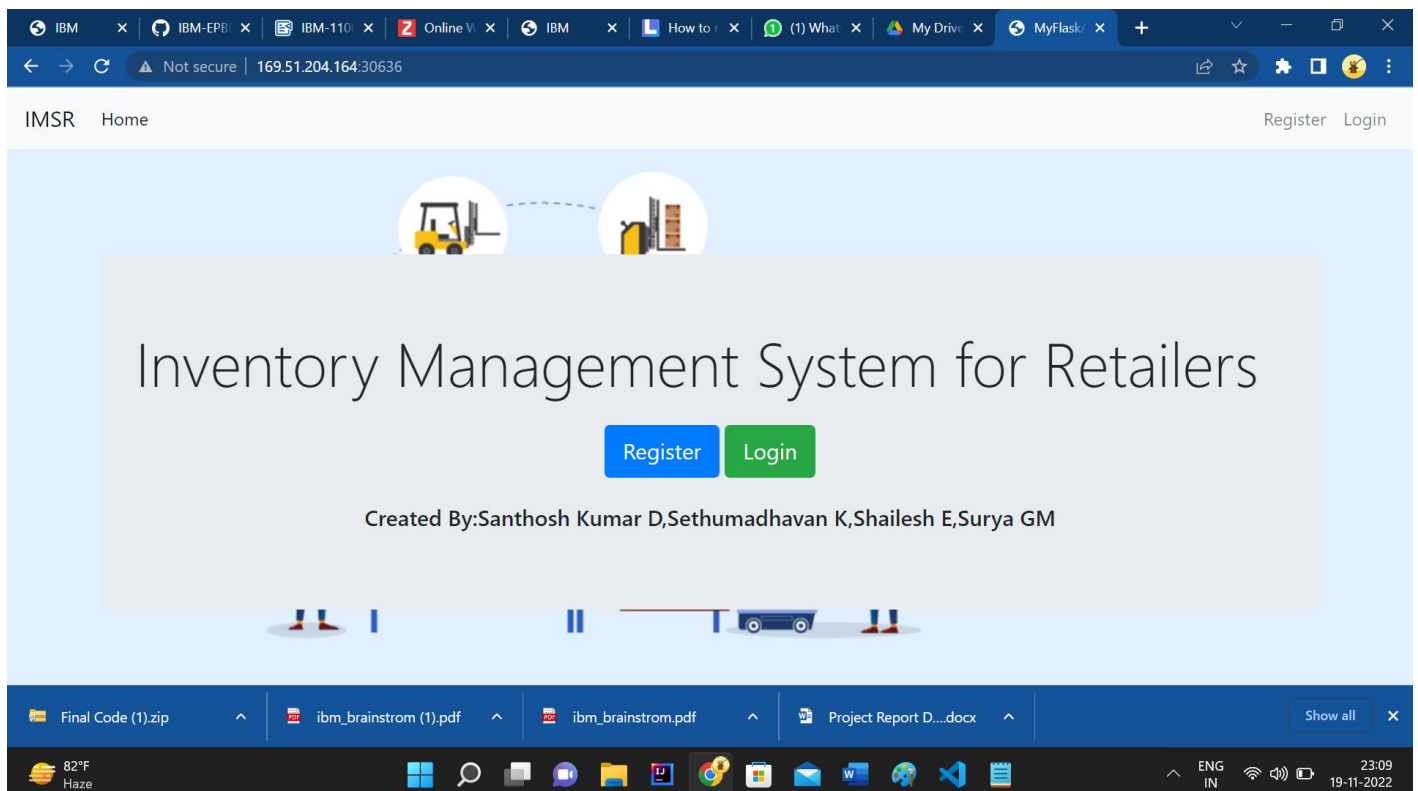 IBM IBM-EPB IBM-110 Online W IBM How to r (1) What My Drive MyFlask/
Not secure 169.51.204.164:30636
IMSR Home Register Login
Inventory Management System for Retailers
Register Login
Created By:Santhosh Kumar D,Sethumadhavan K,Shailesh E,Surya GM
Final Code (1).zip ibm_brainstrom (1).pdf ibm_brainstrom.pdf Project Report D....docx Show all
82°F ENG 23:09
Haze IN 19-11-2022